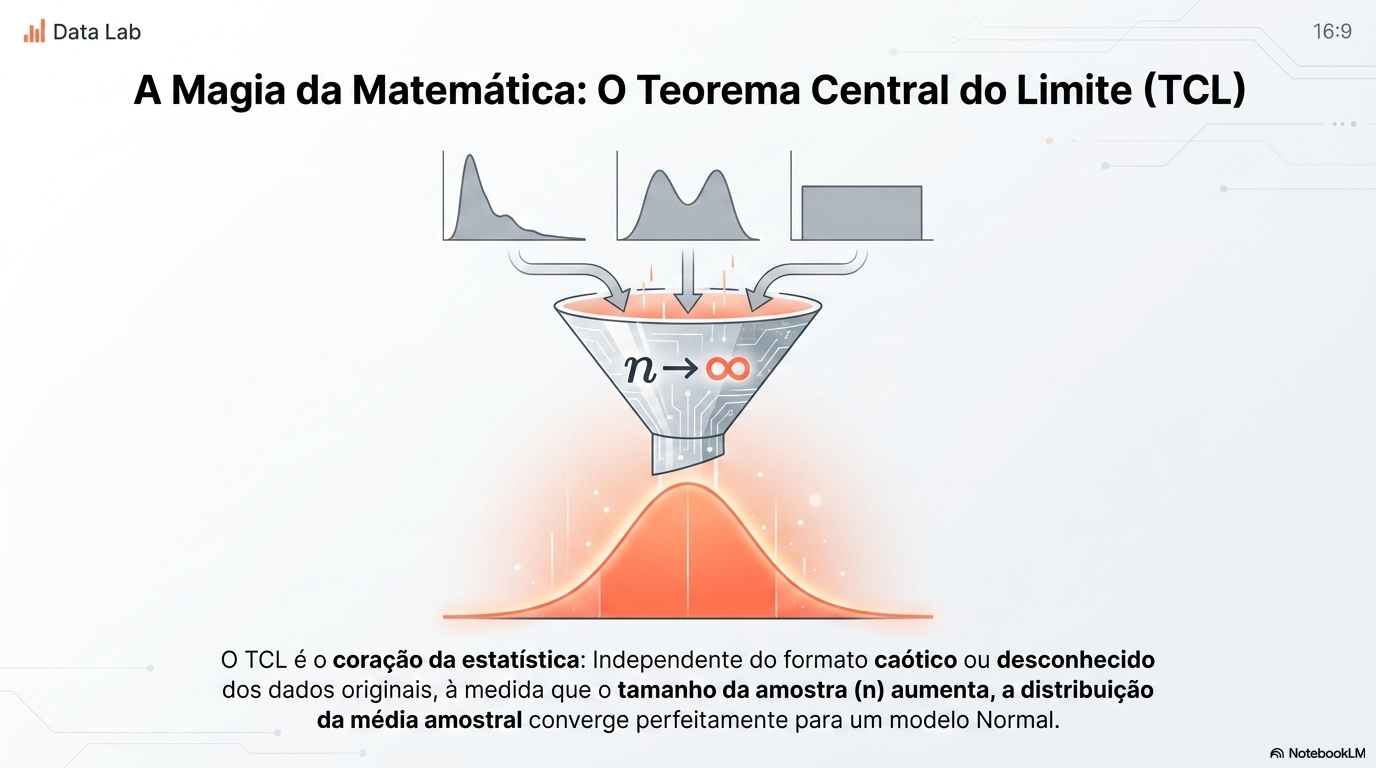 Data Lab
16:9
A Magia da Matemática: O Teorema Central do Limite (TCL)
n→∞
O TCL é o coração da estatística: Independente do formato caótico ou desconhecido
dos dados originais, à medida que o tamanho da amostra (n) aumenta, a distribuição
da média amostral converge perfeitamente para um modelo Normal.
NotebookLM